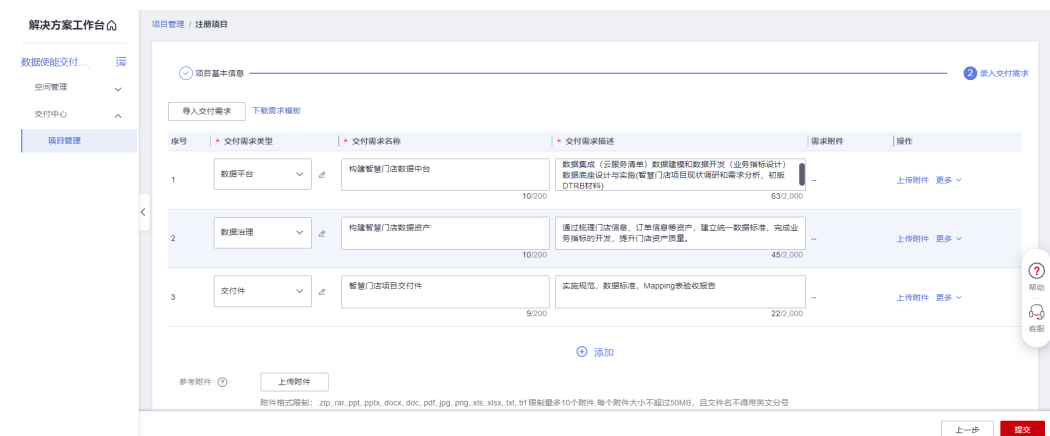 解决方案工作台
项目管理 / 注册项目
数据使能交付...
空间管理
交付中心
项目管理
项目基本信息
2 录入交付需求
导入交付需求 下载需求模板
序号 * 交付需求类型 * 交付需求名称 * 交付需求描述 需求附件 操作
1 数据平台 构建智慧门店数据中台 10/200
数据集成（云服务清单）数据建模和数据开发（业务指标设计）
数据底座设计与实施(智慧门店项目现状调研和需求分析、初版
DTRB材料)
63/2,000
-- 上传附件 更多
2 数据治理 构建智慧门店数据资产 10/200
通过梳理门店信息、订单信息等资产，建立统一数据标准，完成业
务指标的开发、提升门店资产质量。
45/2,000
-- 上传附件 更多
3 交付件 智慧门店项目交付件 9/200
实施规范，数据标准，Mapping表验收报告
22/2,000
-- 上传附件 更多
添加
参考附件 ? 上传附件
附件格式限制： .zip,.rar,.ppt,.pptx,.docx,.doc,.pdf,.jpg,.png,.xls,.xlsx,.txt,.trf 限制最多10个附件,每个附件大小不超过50MB，且文件名不得带英文分号
?
帮助
客服
上一步 提交